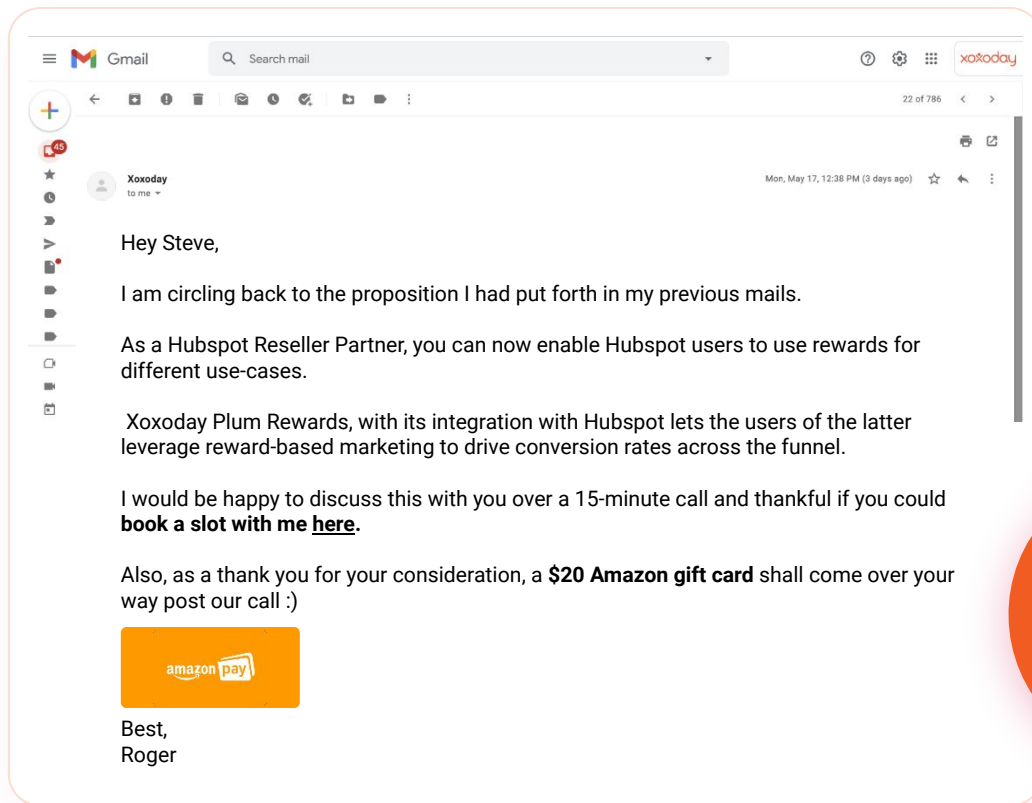 Gmail
Search mail
xoxoday
22 of 786
45
Xoxoday
to me
Mon, May 17, 12:38 PM (3 days ago)
Hey Steve,
I am circling back to the proposition I had put forth in my previous mails.
As a Hubspot Reseller Partner, you can now enable Hubspot users to use rewards for
different use-cases.
Xoxoday Plum Rewards, with its integration with Hubspot lets the users of the latter
leverage reward-based marketing to drive conversion rates across the funnel.
I would be happy to discuss this with you over a 15-minute call and thankful if you could
book a slot with me here.
Also, as a thank you for your consideration, a $20 Amazon gift card shall come over your
way post our call :)
amazon pay
Best,
Roger